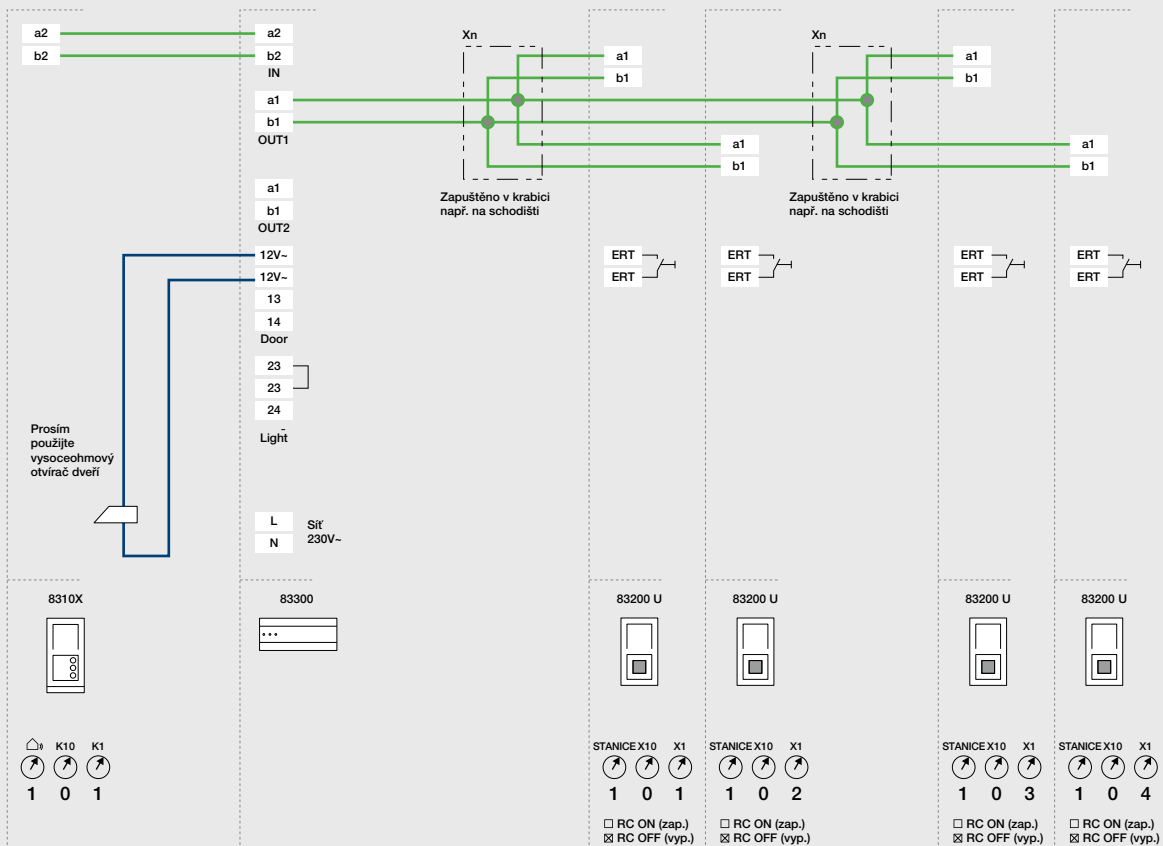 a2
b2
a2
b2
IN
a1
b1
OUT1
a1
b1
OUT2
12V~
12V~
13
14
Door
23
23
24
-
Light
L
N
Síť
230V~
Prosím
použijte
vysoceohmový
otvírač dveří
Xn
Zapuštěno v krabici
např. na schodišti
a1
b1
a1
b1
Xn
Zapuštěno v krabici
např. na schodišti
a1
b1
a1
b1
ERT
ERT
ERT
ERT
ERT
ERT
ERT
ERT
8310X
83300
83200 U
83200 U
83200 U
83200 U
K10 K1
1 0 1
STANICE X10 X1
1 0 1
RC ON (zap.)
RC OFF (vyp.)
STANICE X10 X1
1 0 2
RC ON (zap.)
RC OFF (vyp.)
STANICE X10 X1
1 0 3
RC ON (zap.)
RC OFF (vyp.)
STANICE X10 X1
1 0 4
RC ON (zap.)
RC OFF (vyp.)